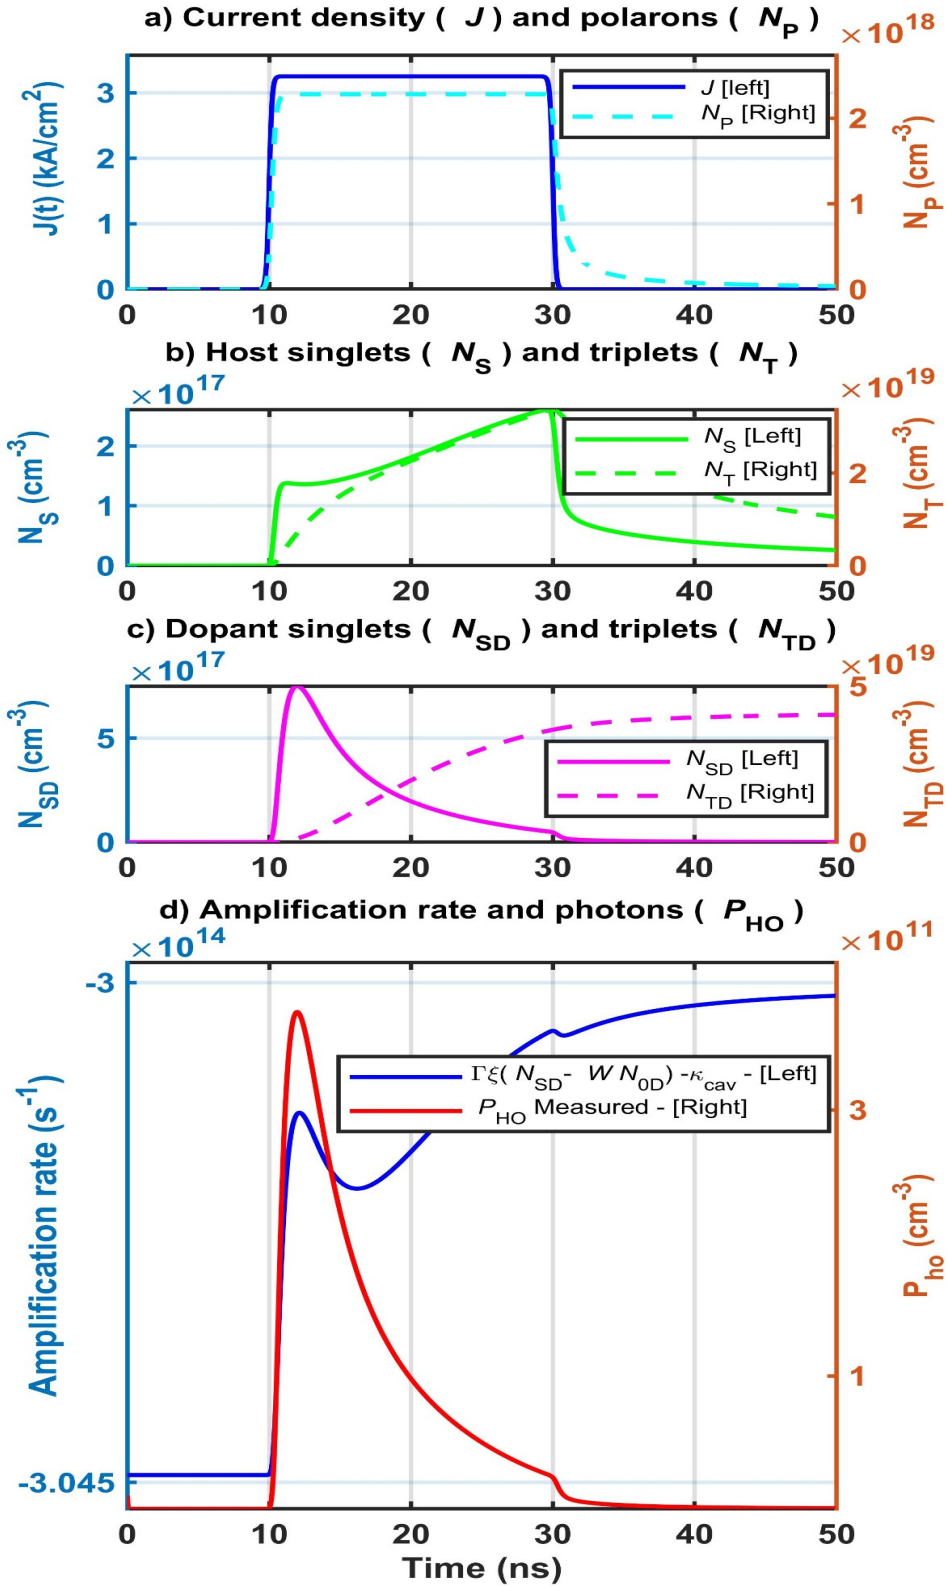 a) Current density ( J ) and polarons ( N_P )
×10^18
J(t) (kA/cm^2)
3
2
1
0
J [left]
N_P [Right]
2
1
0
N_P (cm^-3)
0 10 20 30 40 50
b) Host singlets ( N_S ) and triplets ( N_T )
×10^17
×10^19
N_S (cm^-3)
2
1
0
N_S [Left]
N_T [Right]
2
0
N_T (cm^-3)
0 10 20 30 40 50
c) Dopant singlets ( N_SD ) and triplets ( N_TD )
×10^17
×10^19
N_SD (cm^-3)
5
0
N_SD [Left]
N_TD [Right]
5
0
N_TD (cm^-3)
0 10 20 30 40 50
d) Amplification rate and photons ( P_HO )
×10^14
×10^11
Amplification rate (s^-1)
-3
-3.045
Γξ( N_SD- W N_0D) -κ_cav - [Left]
P_HO Measured - [Right]
3
1
P_ho (cm^-3)
0 10 20 30 40 50
Time (ns)